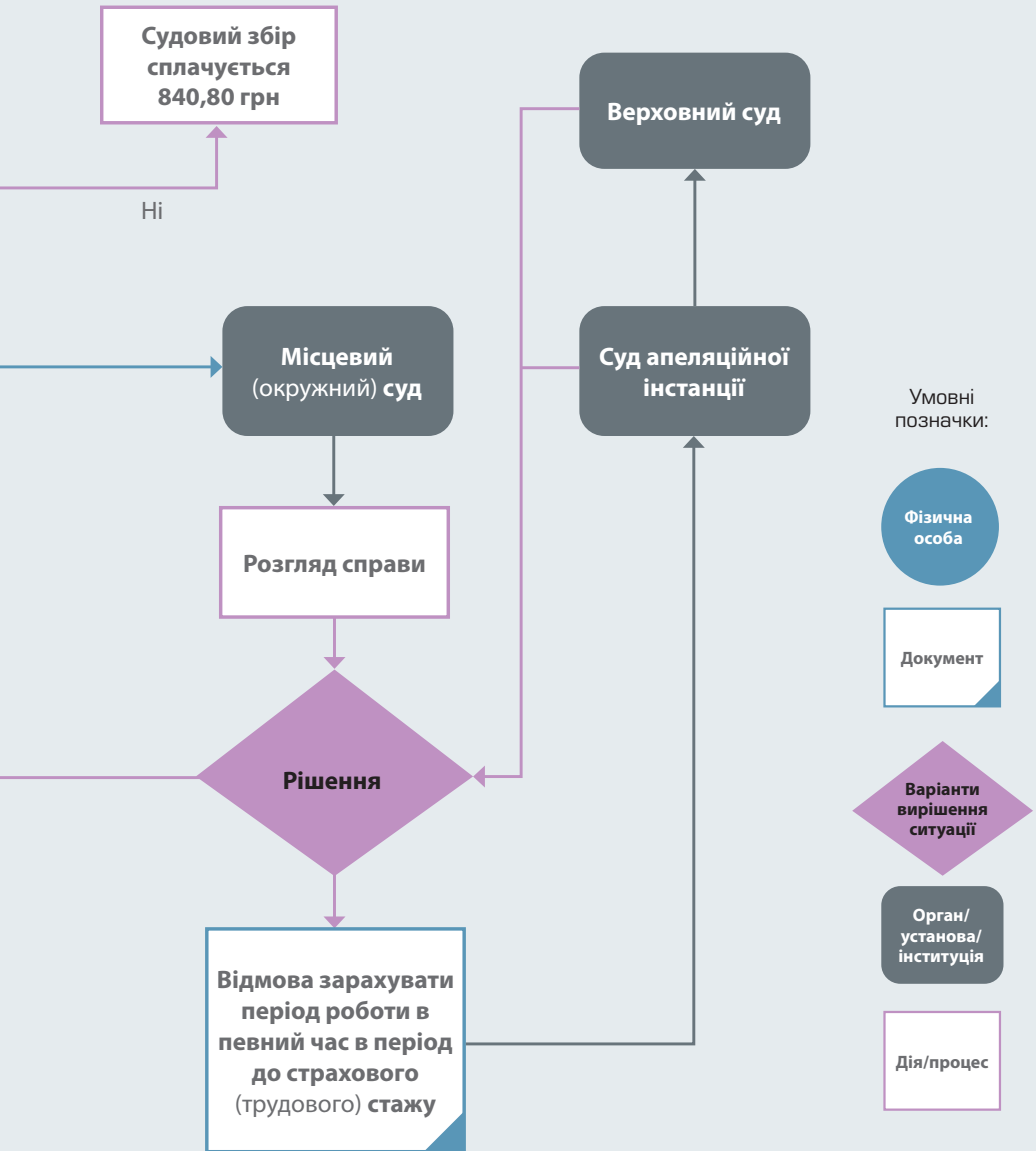 Судовий збір
сплачується
840,80 грн
Ні
Верховний суд
Місцевий
(окружний) суд
Суд апеляційної
інстанції
Розгляд справи
Рішення
Відмова зарахувати
період роботи в
певний час в період
до страхового
(трудового) стажу
Умовні
позначки:
Фізична
особа
Документ
Варіанти
вирішення
ситуації
Орган/
установа/
інституція
Дія/процес